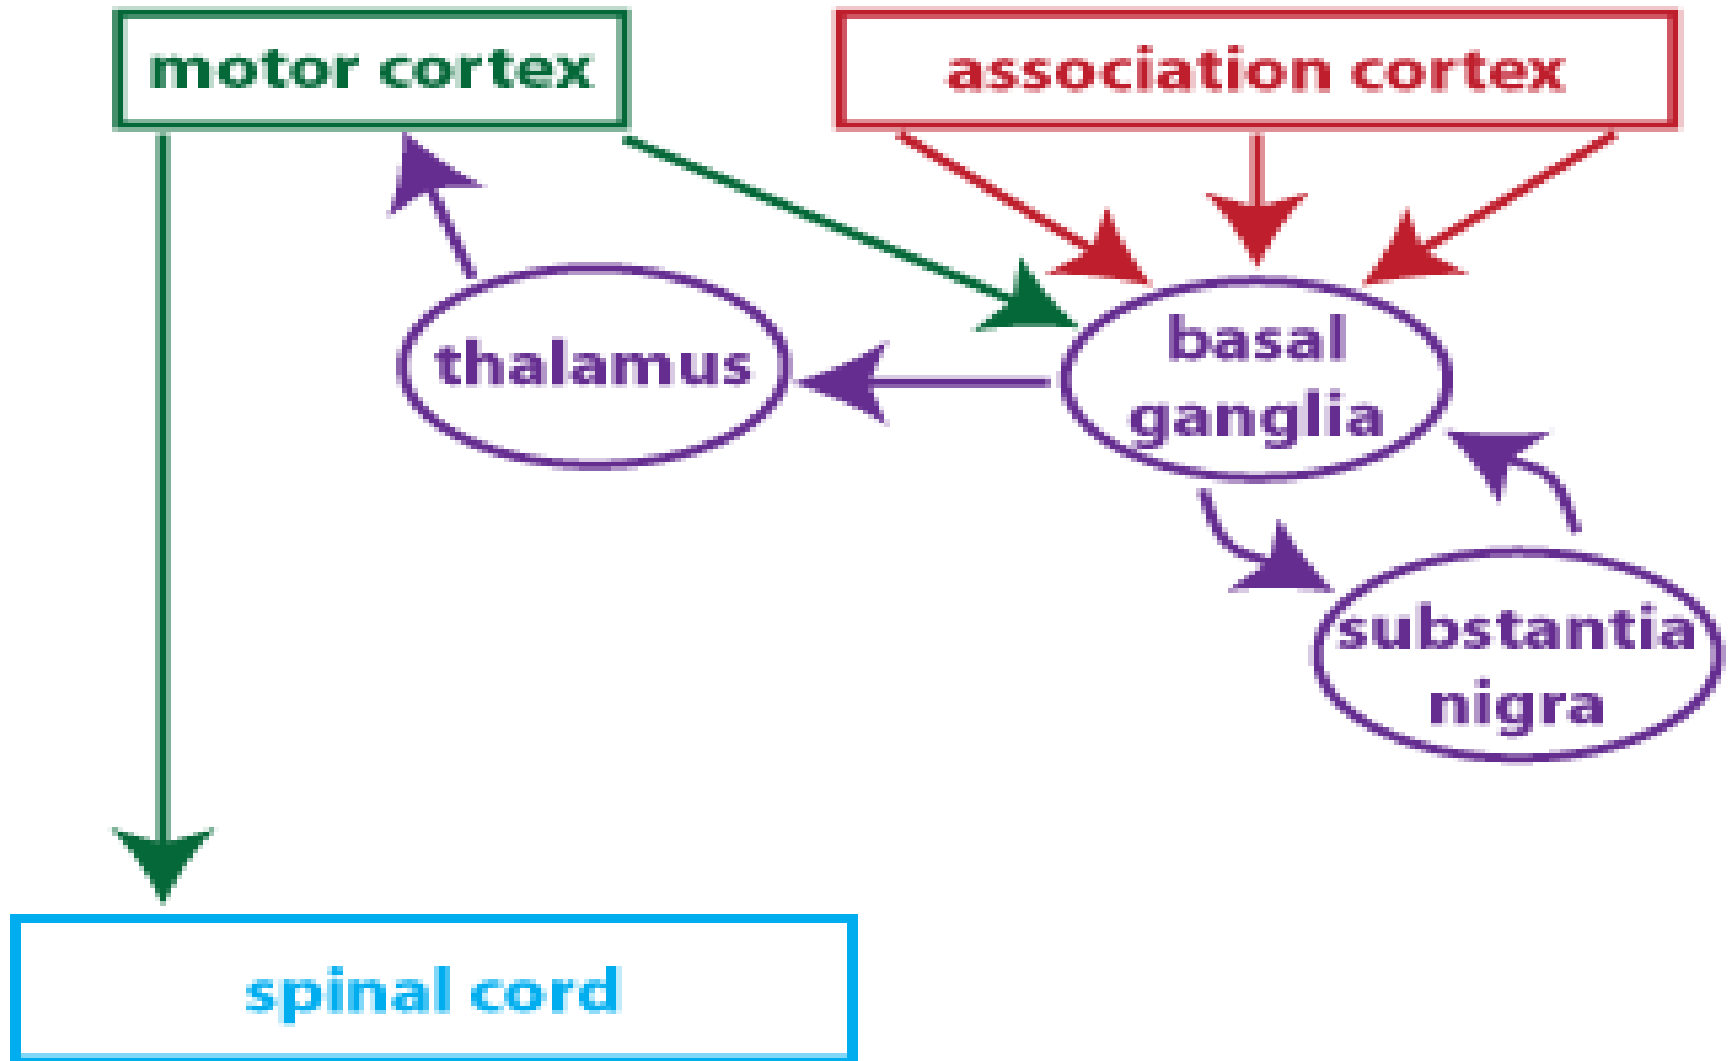 motor cortex
association cortex
thalamus
basal
ganglia
substantia
nigra
spinal cord